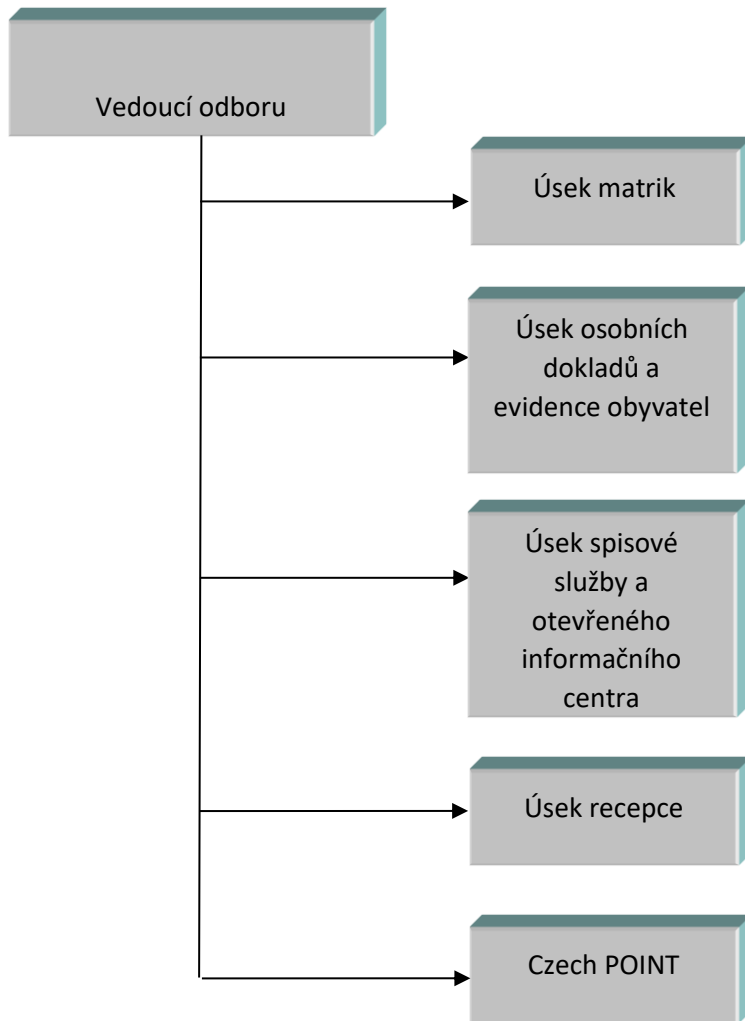 Vedoucí odboru
Úsek matrik
Úsek osobních
dokladů a
evidence obyvatel
Úsek spisové
služby a
otevřeného
informačního
centra
Úsek recepce
Czech POINT